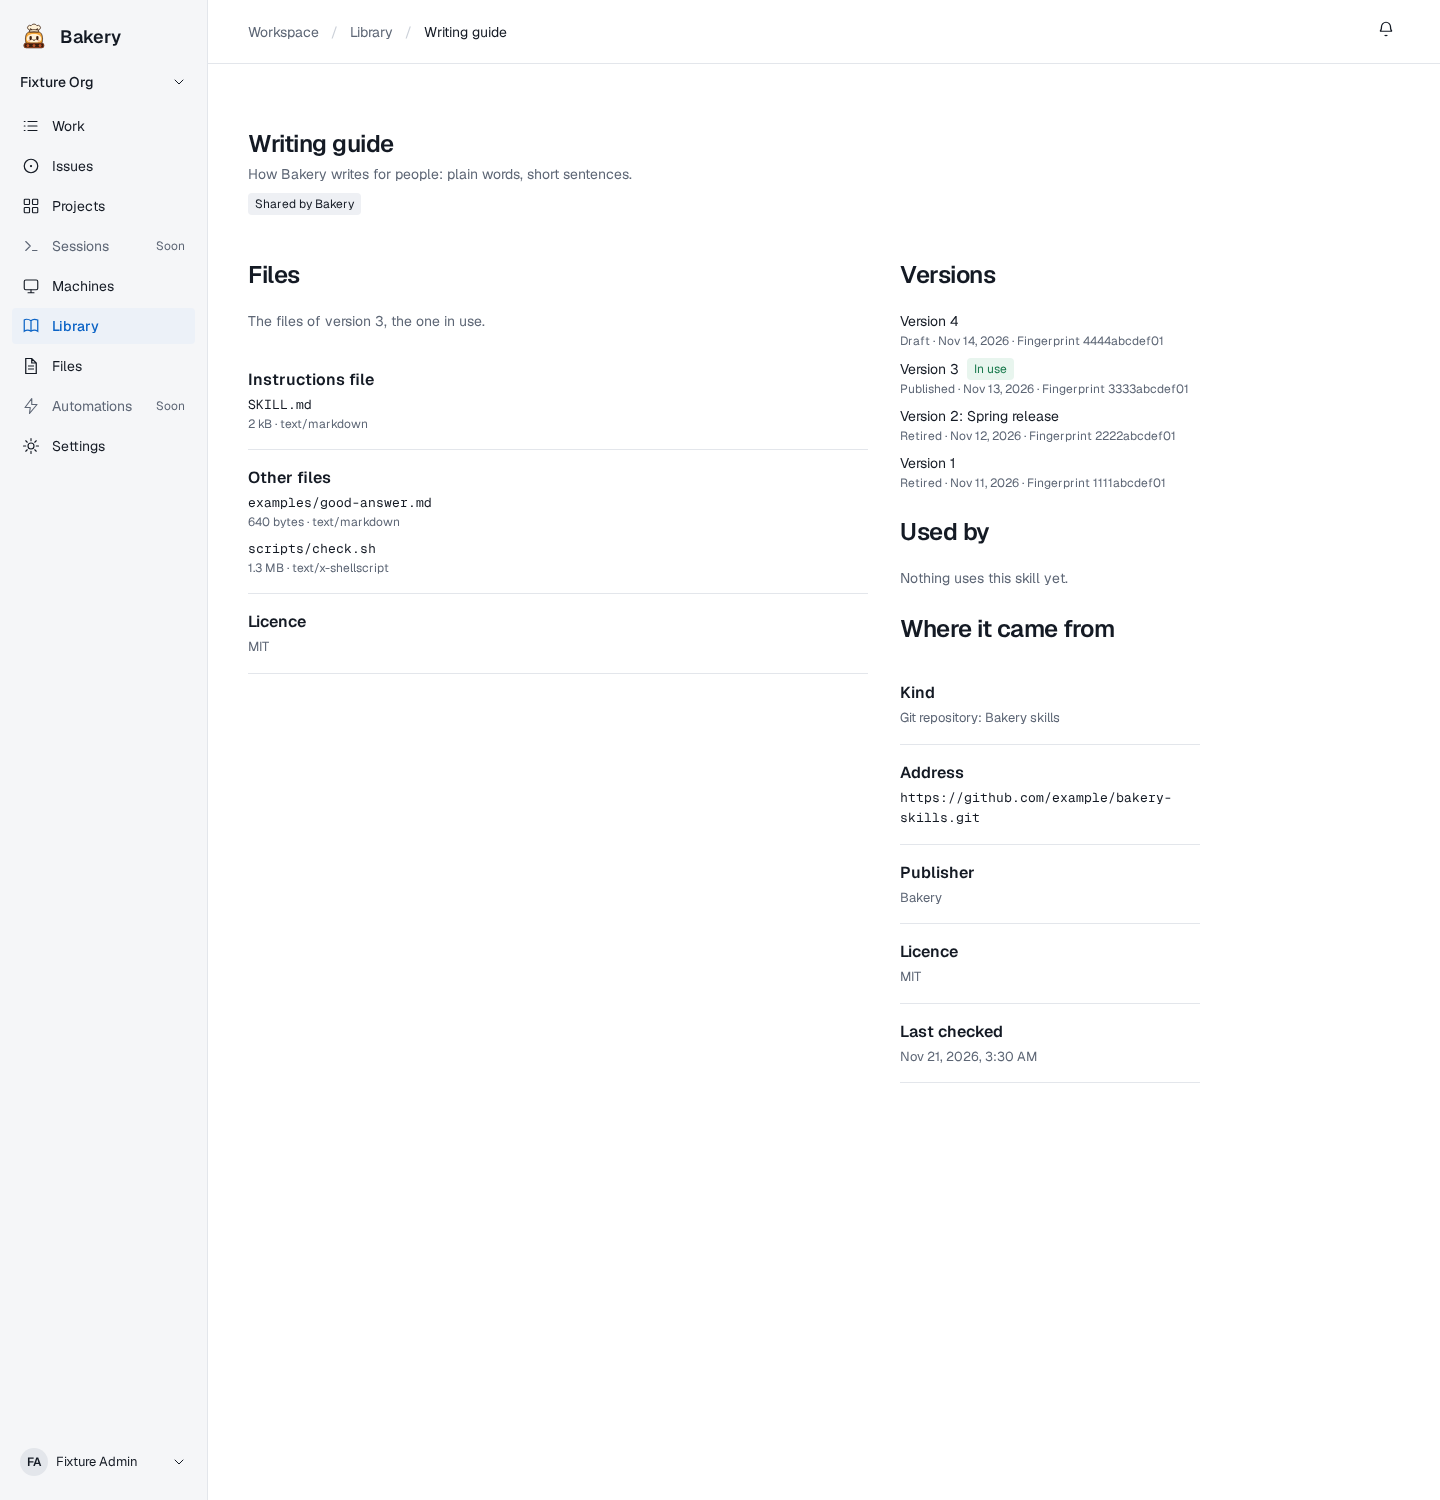 Bakery
Fixture Org
Work
Issues
Projects
Sessions Soon
Machines
Library
Files
Automations Soon
Settings
FA Fixture Admin
Workspace / Library / Writing guide
Writing guide
How Bakery writes for people: plain words, short sentences.
Shared by Bakery
Files
The files of version 3, the one in use.
Instructions file
SKILL.md
2 kB · text/markdown
Other files
examples/good-answer.md
640 bytes · text/markdown
scripts/check.sh
1.3 MB · text/x-shellscript
Licence
MIT
Versions
Version 4
Draft · Nov 14, 2026 · Fingerprint 4444abcdef01
Version 3 In use
Published · Nov 13, 2026 · Fingerprint 3333abcdef01
Version 2: Spring release
Retired · Nov 12, 2026 · Fingerprint 2222abcdef01
Version 1
Retired · Nov 11, 2026 · Fingerprint 1111abcdef01
Used by
Nothing uses this skill yet.
Where it came from
Kind
Git repository: Bakery skills
Address
https://github.com/example/bakery-
skills.git
Publisher
Bakery
Licence
MIT
Last checked
Nov 21, 2026, 3:30 AM